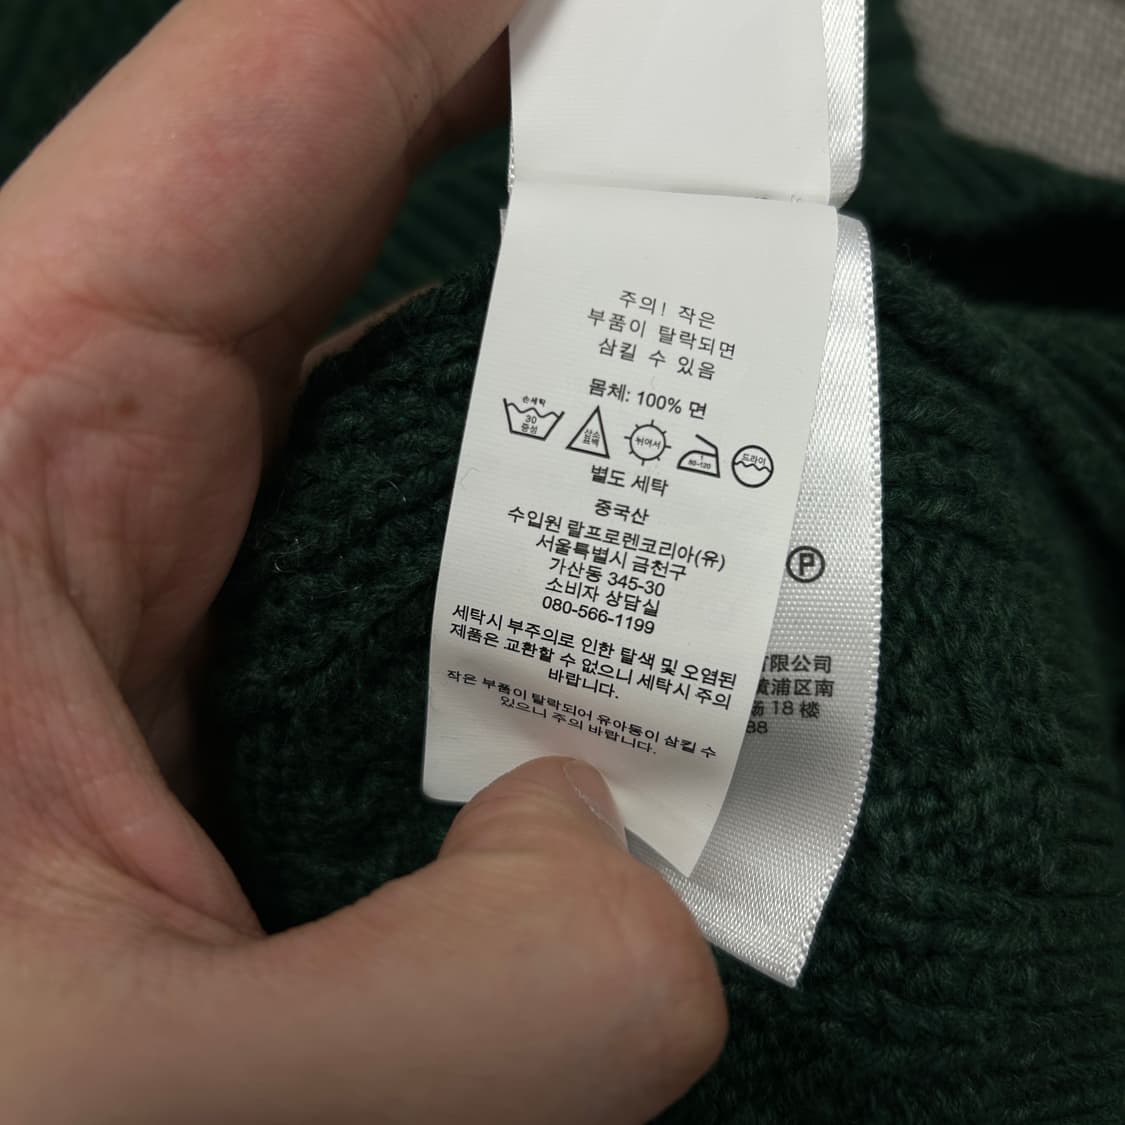 주의! 작은
부품이 탈락되면
삼킬 수 있음
몸체: 100% 면
손세탁
30
중성
산소
표백
뉘어서
1
80-120
드라이
별도 세탁
중국산
수입원 랄프로렌코리아(유)
서울특별시 금천구
가산동 345-30
소비자 상담실
080-566-1199
세탁시 부주의로 인한 탈색 및 오염된
제품은 교환할 수 없으니 세탁시 주의
바랍니다.
작은 부품이 탈락되어 유아동이 삼킬 수
있으니 주의 바랍니다.
P
限公司
黄浦区南
18 楼
88